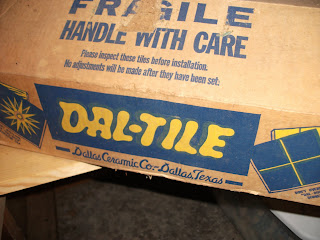 FRAGILE
HANDLE WITH CARE
Please inspect these tiles before installation.
No adjustments will be made after they have been set.
DAL-TILE
Dallas Ceramic Co.-Dallas, Texas